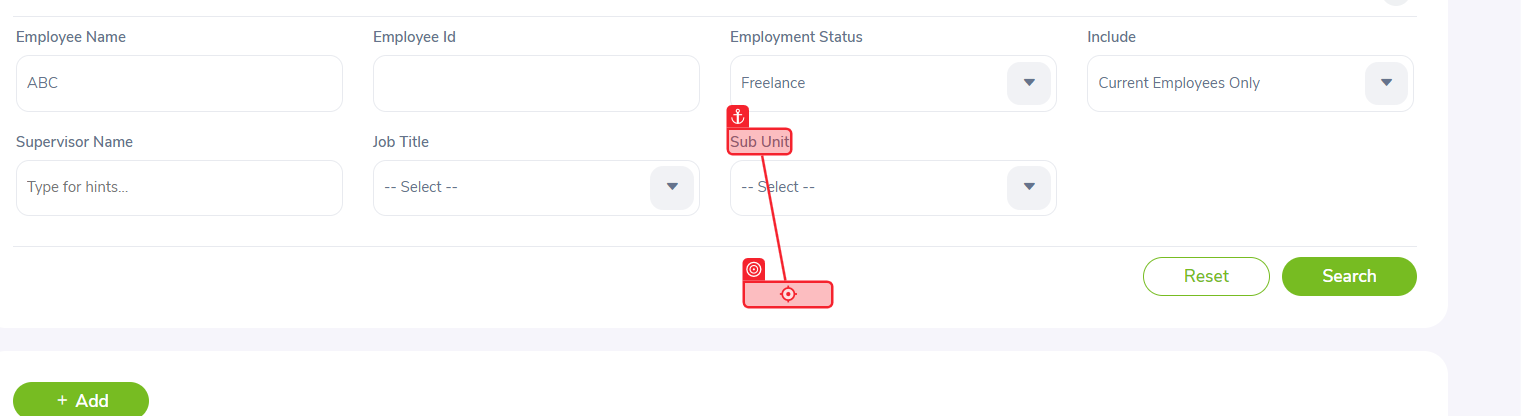 Employee Name Employee Id Employment Status Include
ABC Freelance Current Employees Only
Supervisor Name Job Title Sub Unit
Type for hints... -- Select -- -- Select --
Reset Search
+ Add